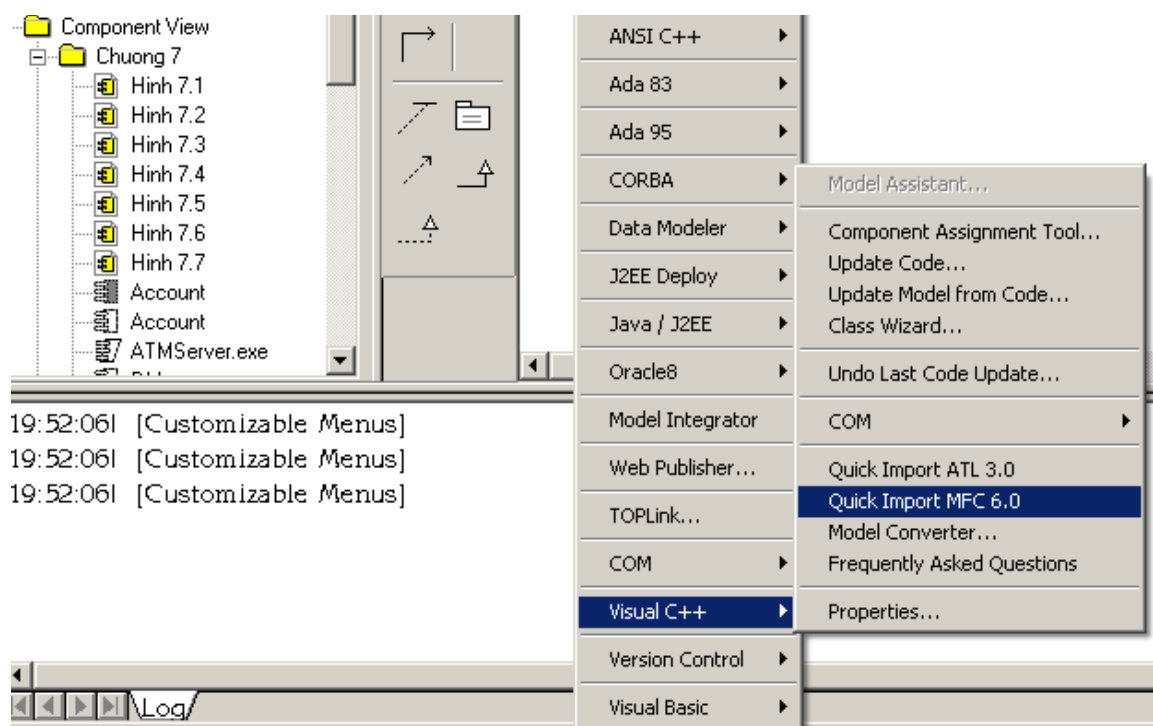 Component View
Chuong 7
Hinh 7.1
Hinh 7.2
Hinh 7.3
Hinh 7.4
Hinh 7.5
Hinh 7.6
Hinh 7.7
Account
Account
ATMServer.exe
ANSI C++
Ada 83
Ada 95
CORBA
Data Modeler
J2EE Deploy
Java / J2EE
Oracle8
Model Integrator
Web Publisher...
TOPLink...
COM
Visual C++
Version Control
Visual Basic
Model Assistant...
Component Assignment Tool...
Update Code...
Update Model from Code...
Class Wizard...
Undo Last Code Update...
COM
Quick Import ATL 3.0
Quick Import MFC 6.0
Model Converter...
Frequently Asked Questions
Properties...
19:52:06| [Customizable Menus]
19:52:06| [Customizable Menus]
19:52:06| [Customizable Menus]
Log